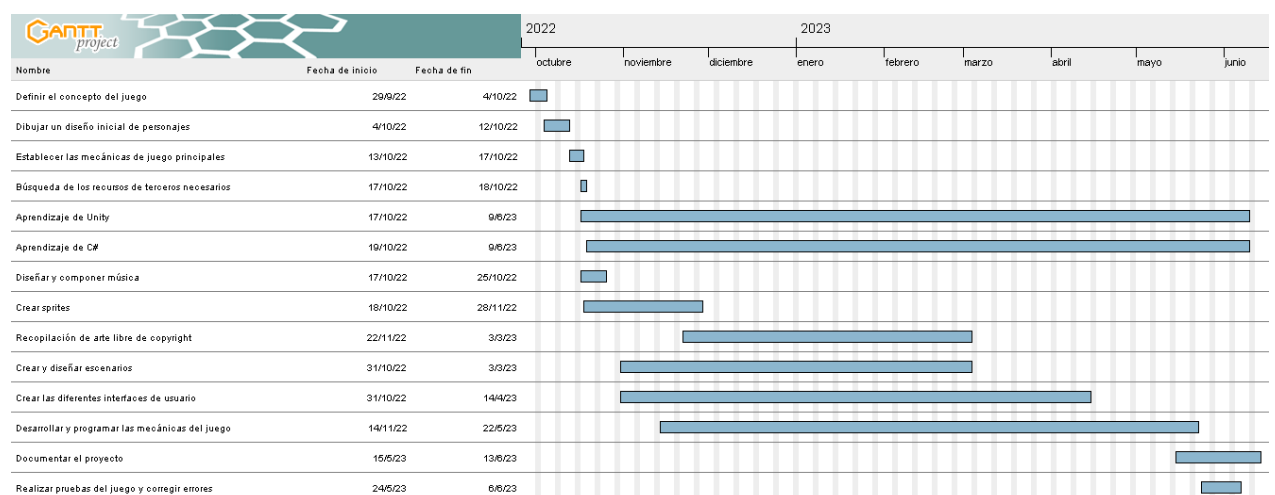 GANTT
project
2022 2023
Nombre Fecha de inicio Fecha de fin octubre noviembre diciembre enero febrero marzo abril mayo junio
Definir el concepto del juego 29/9/22 4/10/22
Dibujar un diseño inicial de personajes 4/10/22 12/10/22
Establecer las mecánicas de juego principales 13/10/22 17/10/22
Búsqueda de los recursos de terceros necesarios 17/10/22 18/10/22
Aprendizaje de Unity 17/10/22 9/6/23
Aprendizaje de C# 19/10/22 9/6/23
Diseñar y componer música 17/10/22 25/10/22
Crear sprites 18/10/22 28/11/22
Recopilación de arte libre de copyright 22/11/22 3/3/23
Crear y diseñar escenarios 31/10/22 3/3/23
Crear las diferentes interfaces de usuario 31/10/22 14/4/23
Desarrollar y programar las mecánicas del juego 14/11/22 22/5/23
Documentar el proyecto 15/5/23 13/6/23
Realizar pruebas del juego y corregir errores 24/5/23 6/6/23